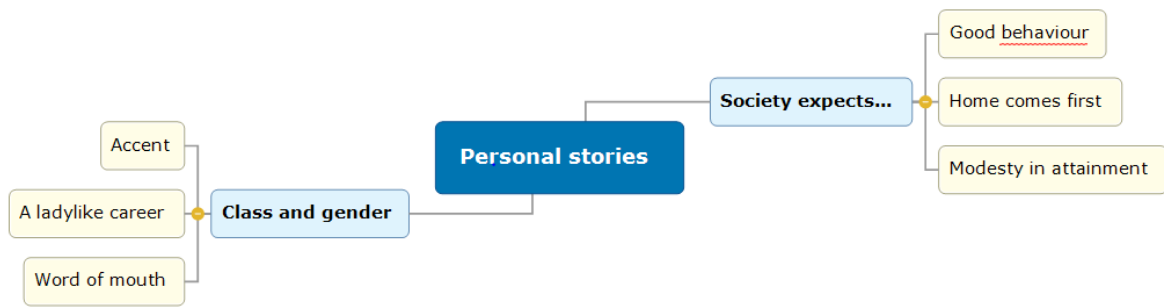 Personal stories
Society expects...
Good behaviour
Home comes first
Modesty in attainment
Class and gender
Accent
A ladylike career
Word of mouth